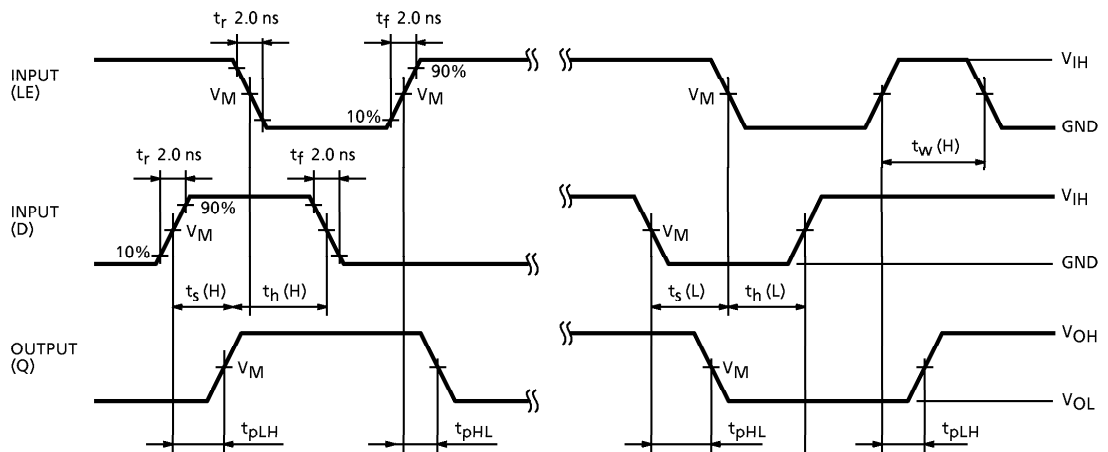 tr 2.0 ns
tf 2.0 ns
INPUT
(LE)
VM
10%
VM
90%
VM
VIH
GND
tw (H)
tr 2.0 ns
tf 2.0 ns
INPUT
(D)
10%
VM
90%
VM
VIH
GND
ts (H)
th (H)
ts (L)
th (L)
OUTPUT
(Q)
VM
VM
VOH
VOL
tpLH
tpHL
tpHL
tpLH